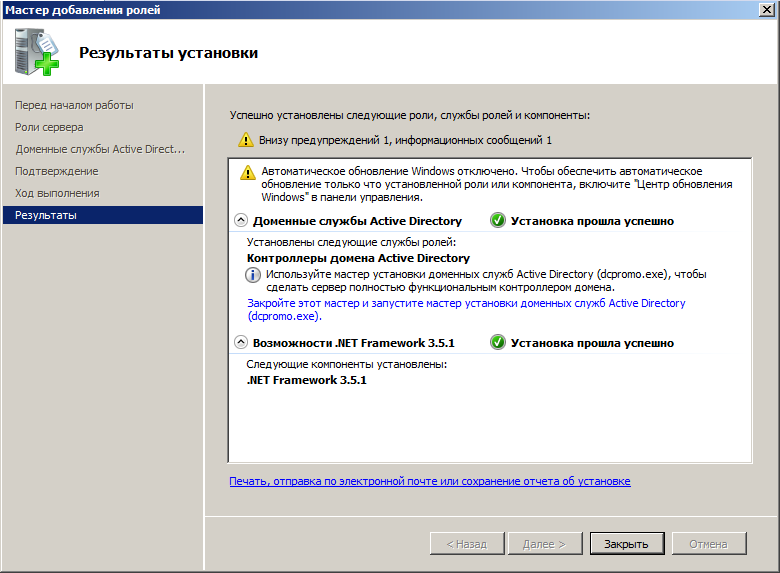 Мастер добавления ролей
Результаты установки
Перед началом работы
Роли сервера
Доменные службы Active Direct...
Подтверждение
Ход выполнения
Результаты
Успешно установлены следующие роли, службы ролей и компоненты:
Внизу предупреждений 1, информационных сообщений 1
Автоматическое обновление Windows отключено. Чтобы обеспечить автоматическое
обновление только что установленной роли или компонента, включите "Центр обновления
Windows" в панели управления.
Доменные службы Active Directory Установка прошла успешно
Установлены следующие службы ролей:
Контроллеры домена Active Directory
Используйте мастер установки доменных служб Active Directory (dcpromo.exe), чтобы
сделать сервер полностью функциональным контроллером домена.
Закройте этот мастер и запустите мастер установки доменных служб Active Directory
(dcpromo.exe).
Возможности .NET Framework 3.5.1 Установка прошла успешно
Следующие компоненты установлены:
.NET Framework 3.5.1
Печать, отправка по электронной почте или сохранение отчета об установке
< Назад Далее > Закрыть Отмена